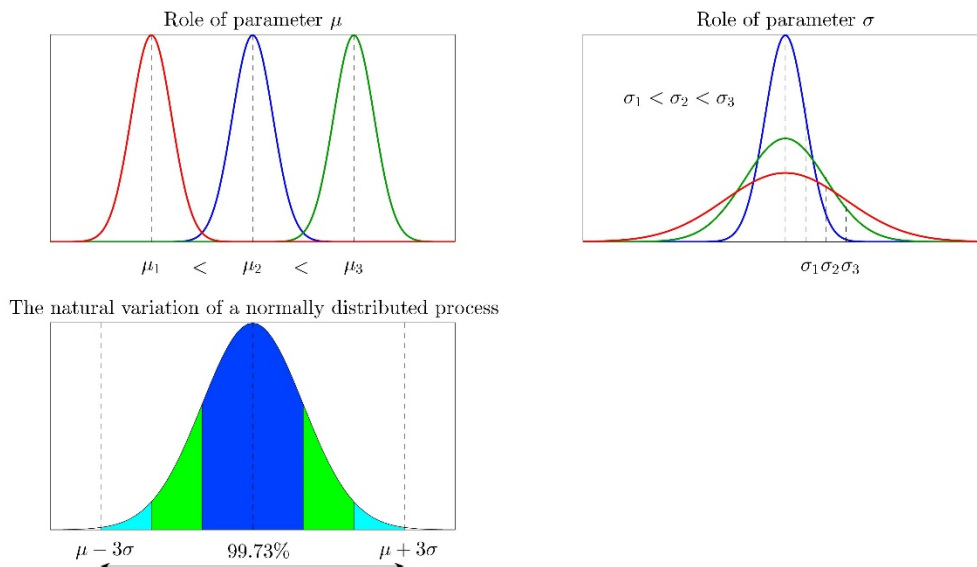 Role of parameter μ
μ₁ < μ₂ < μ₃
Role of parameter σ
σ₁ < σ₂ < σ₃
σ₁σ₂σ₃
The natural variation of a normally distributed process
μ − 3σ 99.73% μ + 3σ